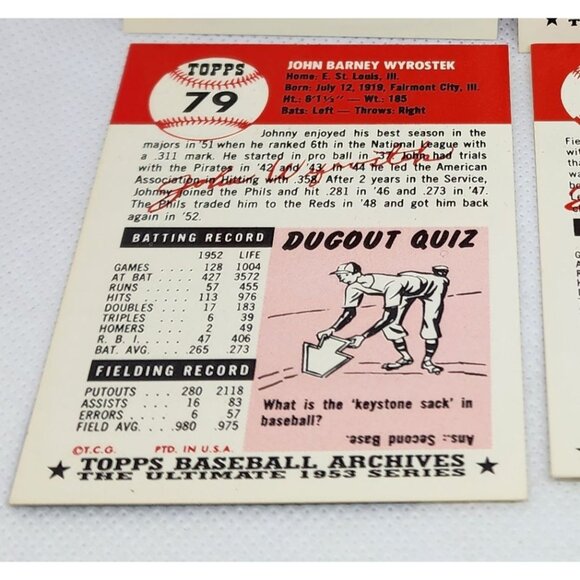 TOPPS
79
JOHN BARNEY WYROSTEK
Home: E. St. Louis, Ill.
Born: July 12, 1919, Fairmont City, Ill.
Ht.: 6'1½" — Wt.: 185
Bats: Left — Throws: Right
Johnny enjoyed his best season in the
majors in '51 when he ranked 6th in the National League with
a .311 mark. He started in pro ball in and had trials
with the Pirates in '42 and '43. In '44 he led the American
Association in Hitting with .358. After 2 years in the Service,
Johnny joined the Phils and hit .281 in '46 and .273 in '47.
The Phils traded him to the Reds in '48 and got him back
again in '52.
John Wyrostek
BATTING RECORD
1952 LIFE
GAMES . . . 128 1004
AT BAT . . . 427 3572
RUNS . . . 57 455
HITS . . . 113 976
DOUBLES . . 17 183
TRIPLES . . . 6 39
HOMERS . . . 2 49
R. B. I. . . . 47 406
BAT. AVG. . . .265 .273
FIELDING RECORD
PUTOUTS . . . 280 2118
ASSISTS . . . 16 83
ERRORS . . . 6 57
FIELD AVG. . . .980 .975
DUGOUT QUIZ
What is the 'keystone sack' in
baseball?
Ans.: Second Base.
©T.C.G. PTD. IN U.S.A.
★ TOPPS BASEBALL ARCHIVES ★
THE ULTIMATE 1953 SERIES